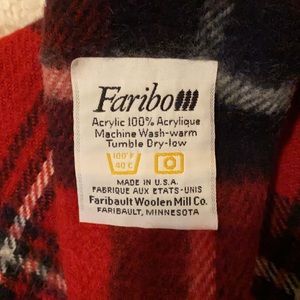 Faribo
Acrylic 100% Acrylique
Machine Wash-warm
Tumble Dry-low
100°F
40°C
MADE IN U.S.A.
FABRIQUE AUX ETATS-UNIS
Faribault Woolen Mill Co.
FARIBAULT, MINNESOTA